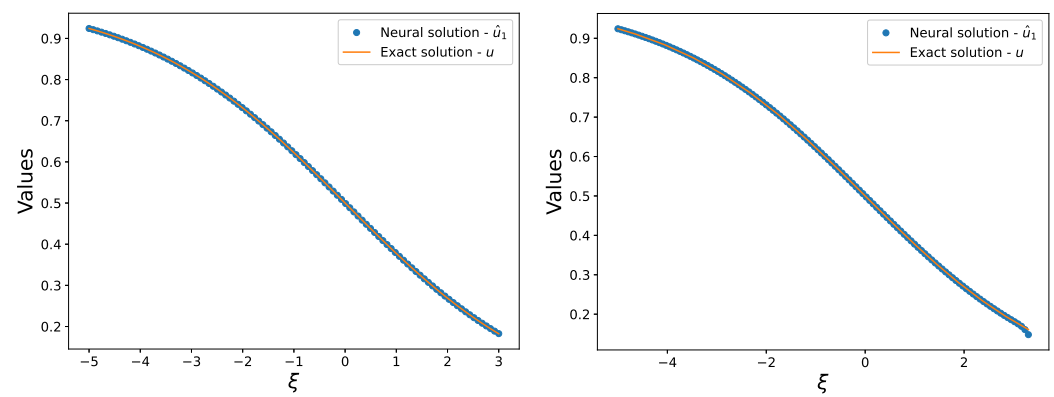 Neural solution - û₁
Exact solution - u
Values
0.9
0.8
0.7
0.6
0.5
0.4
0.3
0.2
−5 −4 −3 −2 −1 0 1 2 3
ξ
Neural solution - û₁
Exact solution - u
Values
0.9
0.8
0.7
0.6
0.5
0.4
0.3
0.2
−4 −2 0 2
ξ